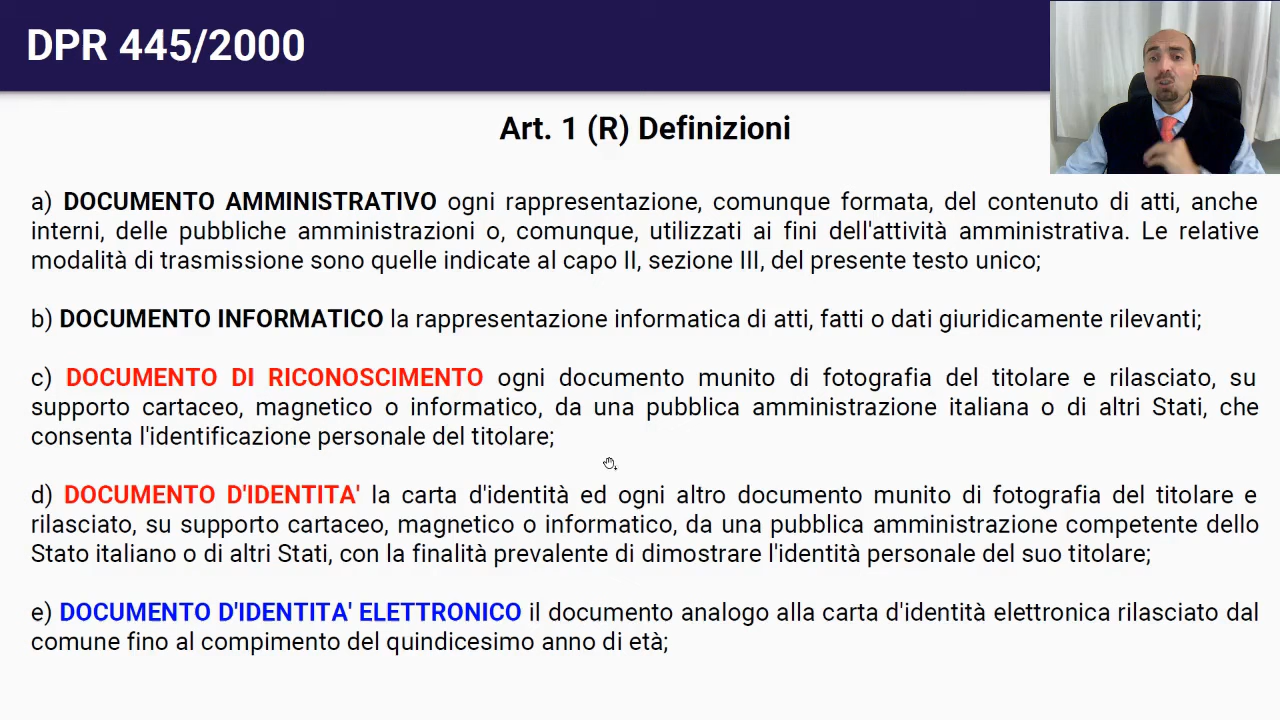 DPR 445/2000
Art. 1 (R) Definizioni
a) DOCUMENTO AMMINISTRATIVO ogni rappresentazione, comunque formata, del contenuto di atti, anche
interni, delle pubbliche amministrazioni o, comunque, utilizzati ai fini dell'attività amministrativa. Le relative
modalità di trasmissione sono quelle indicate al capo II, sezione III, del presente testo unico;
b) DOCUMENTO INFORMATICO la rappresentazione informatica di atti, fatti o dati giuridicamente rilevanti;
c) DOCUMENTO DI RICONOSCIMENTO ogni documento munito di fotografia del titolare e rilasciato, su
supporto cartaceo, magnetico o informatico, da una pubblica amministrazione italiana o di altri Stati, che
consenta l'identificazione personale del titolare;
d) DOCUMENTO D'IDENTITA' la carta d'identità ed ogni altro documento munito di fotografia del titolare e
rilasciato, su supporto cartaceo, magnetico o informatico, da una pubblica amministrazione competente dello
Stato italiano o di altri Stati, con la finalità prevalente di dimostrare l'identità personale del suo titolare;
e) DOCUMENTO D'IDENTITA' ELETTRONICO il documento analogo alla carta d'identità elettronica rilasciato dal
comune fino al compimento del quindicesimo anno di età;